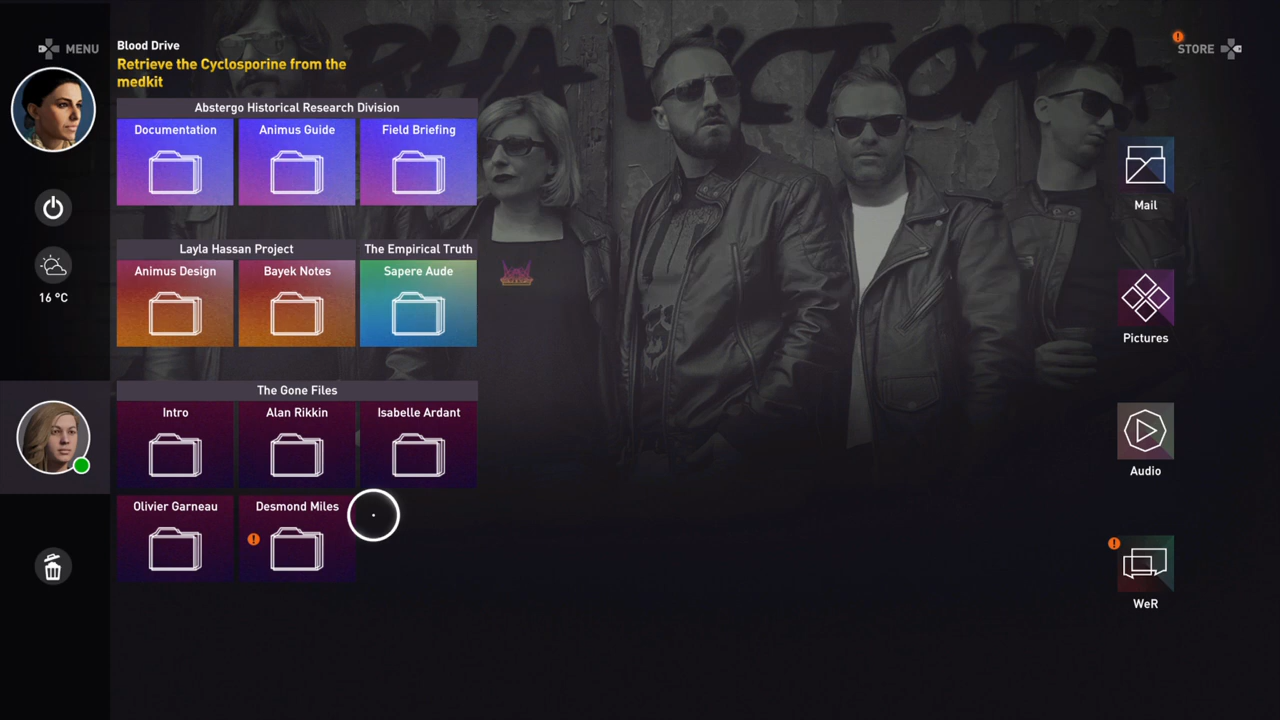 MENU
Blood Drive
Retrieve the Cyclosporine from the
medkit
STORE
Abstergo Historical Research Division
Documentation
Animus Guide
Field Briefing
Mail
Layla Hassan Project
The Empirical Truth
Animus Design
Bayek Notes
Sapere Aude
16 °C
Pictures
The Gone Files
Intro
Alan Rikkin
Isabelle Ardant
Audio
Olivier Garneau
Desmond Miles
WeR